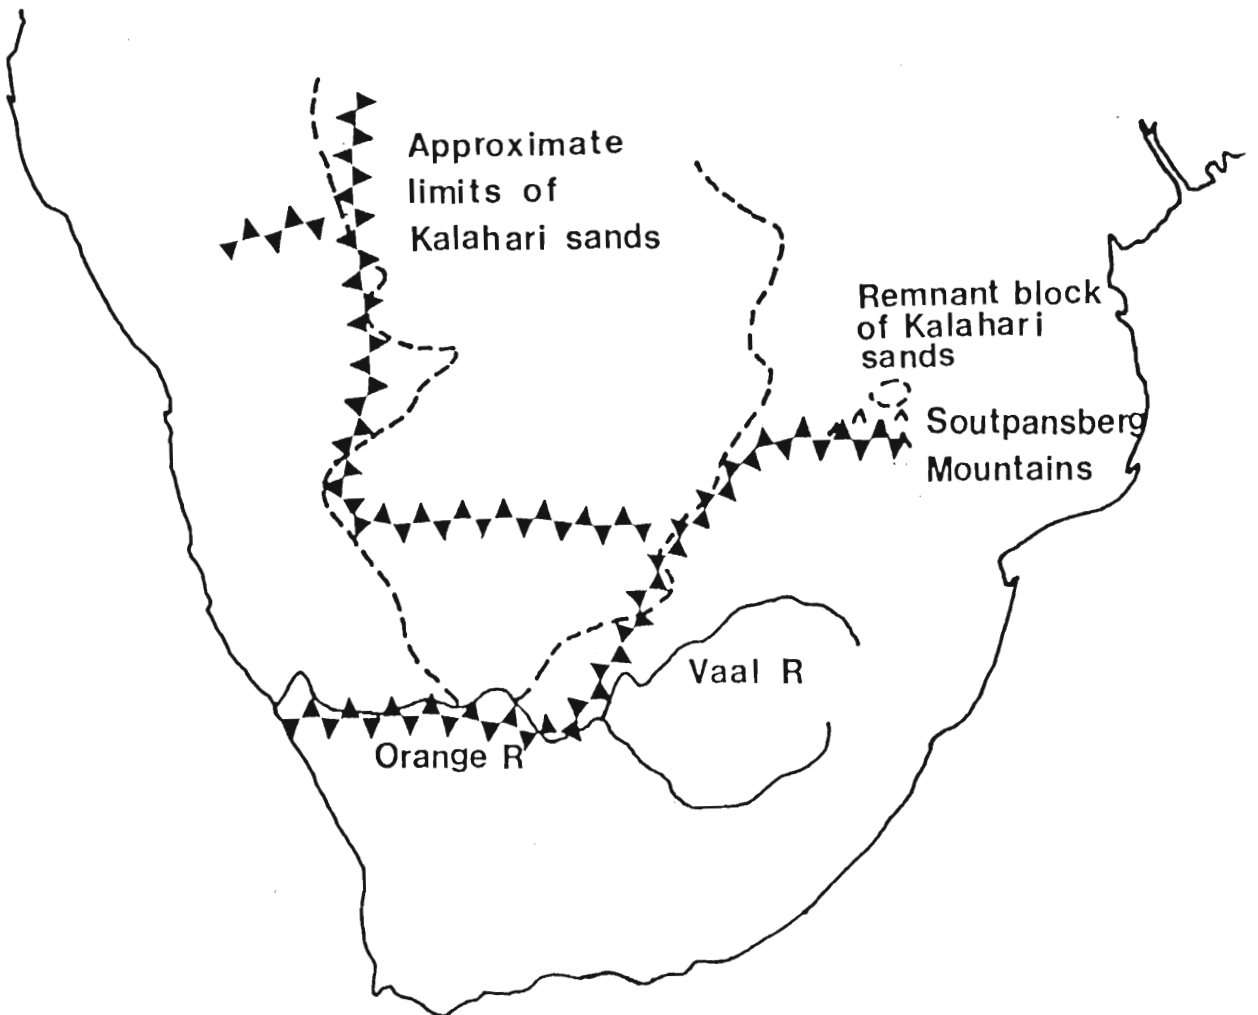 Approximate
limits of
Kalahari sands
Remnant block
of Kalahari
sands
Soutpansberg
Mountains
Vaal R
Orange R